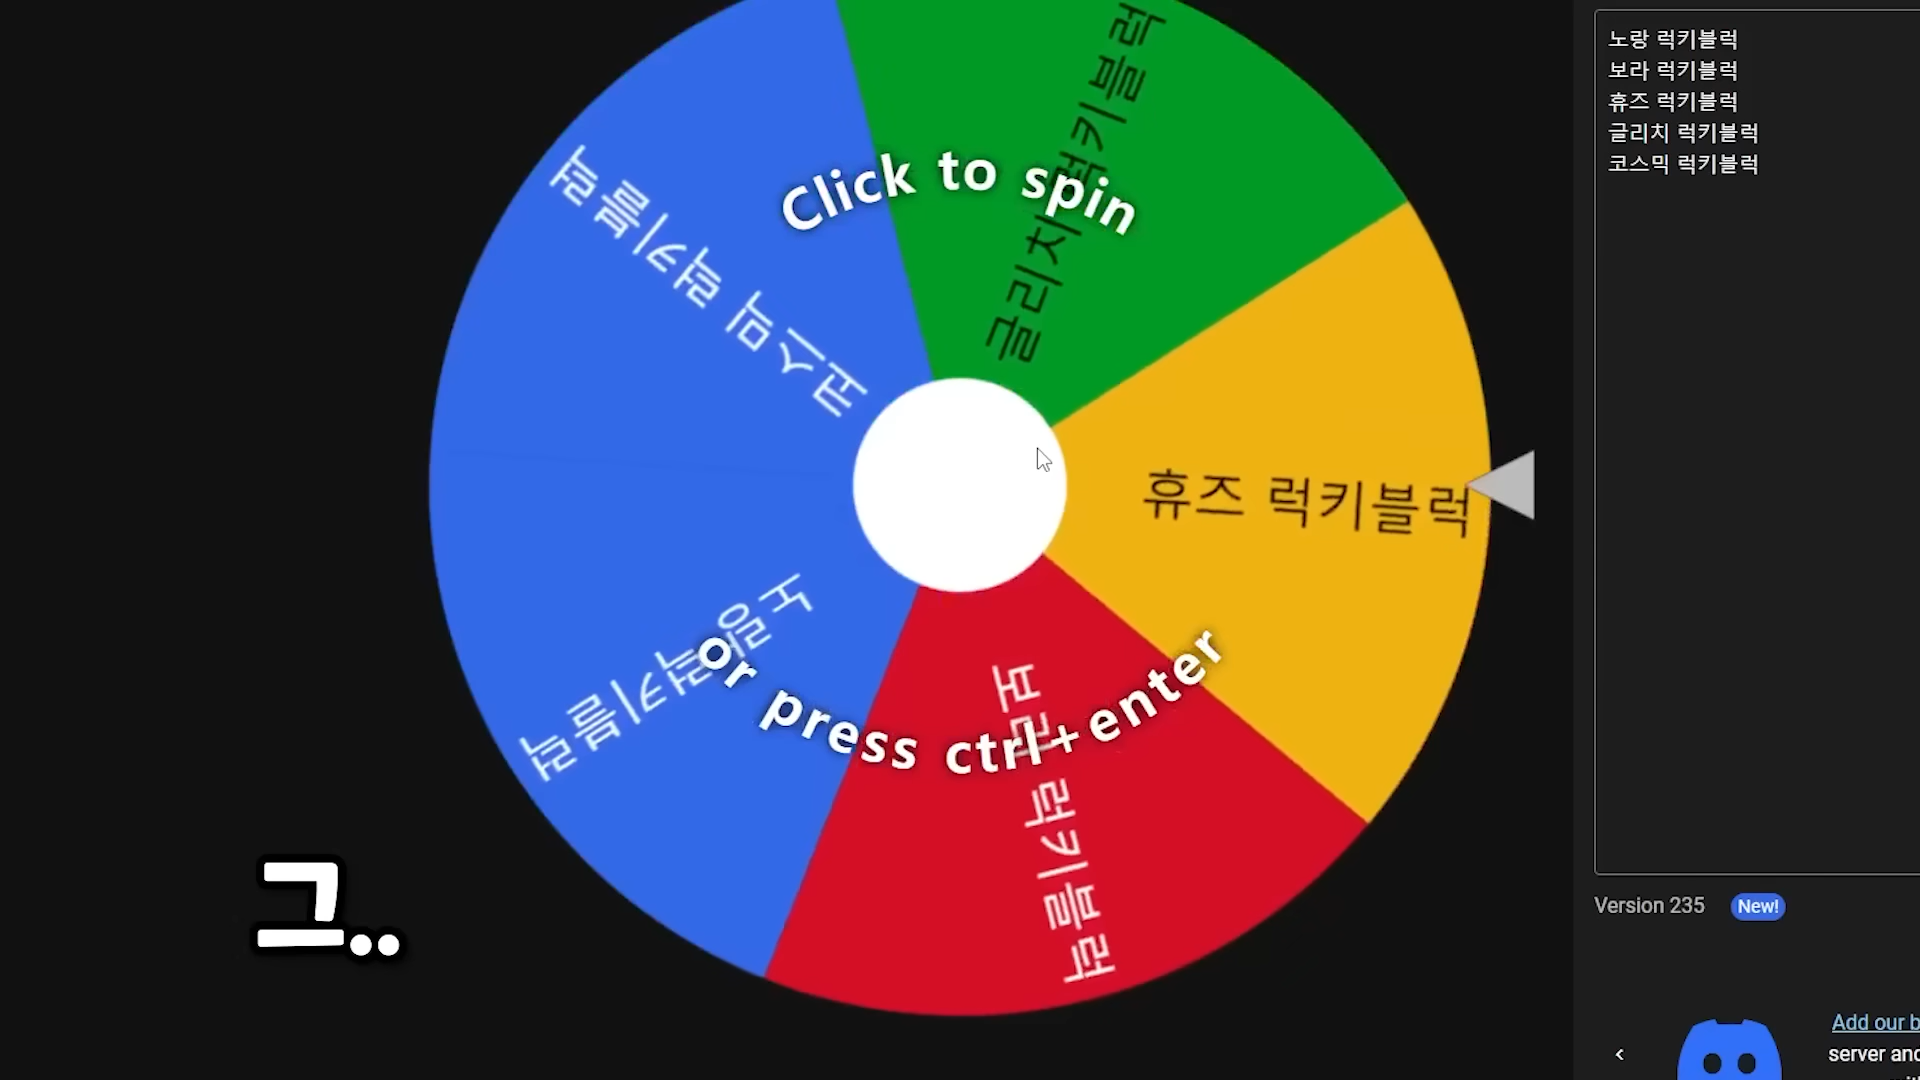 노랑 럭키블럭
보라 럭키블럭
휴즈 럭키블럭
글리치 럭키블럭
코스믹 럭키블럭
Click to spin
글리치 럭키블럭
코스믹 럭키블럭
휴즈 럭키블럭
노랑 럭키블럭
보라 럭키블럭
or press ctrl+enter
그..
Version 235
New!
Add our
server